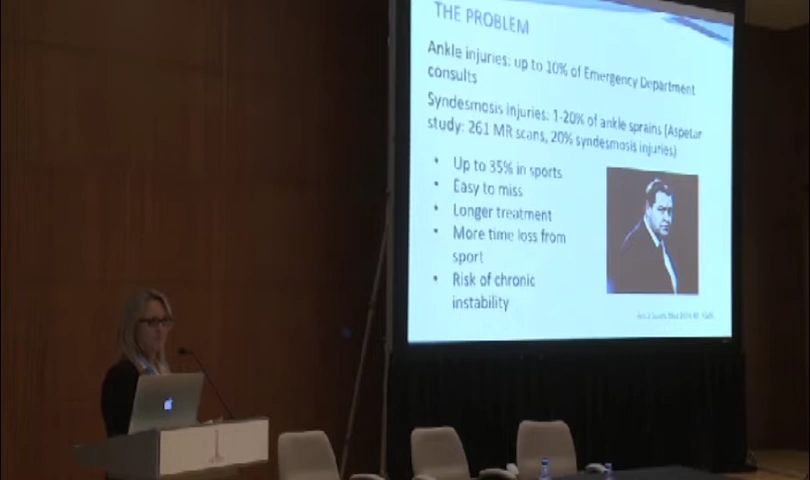 THE PROBLEM
Ankle injuries: up to 10% of Emergency Department
consults
Syndesmosis injuries: 1-20% of ankle sprains (Aspetar
study: 261 MR scans, 20% syndesmosis injuries)
• Up to 35% in sports
• Easy to miss
• Longer treatment
• More time loss from
sport
• Risk of chronic
instability